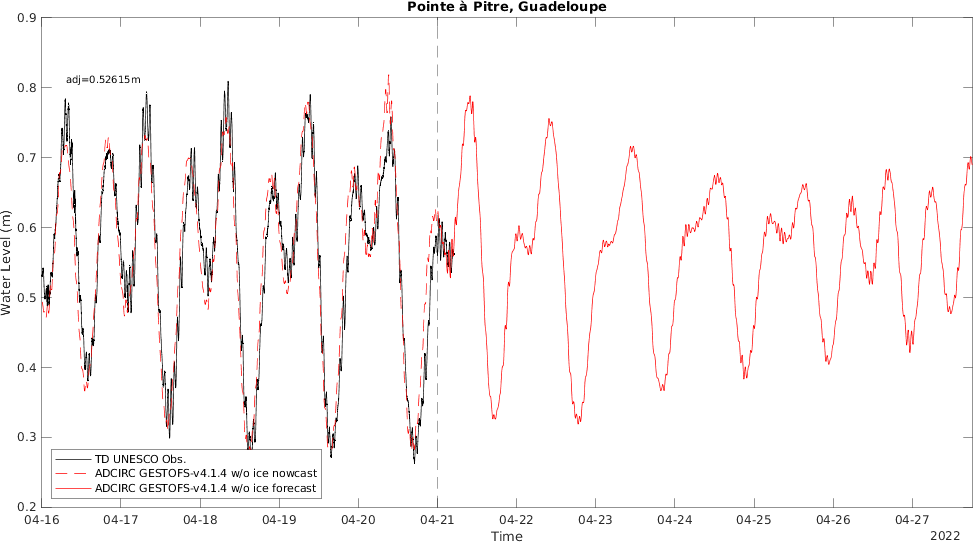 Pointe à Pitre, Guadeloupe
0.9
adj=0.52615m
0.8
0.7
0.6
0.5
0.4
0.3
0.2
Water Level (m)
TD UNESCO Obs.
ADCIRC GESTOFS-v4.1.4 w/o ice nowcast
ADCIRC GESTOFS-v4.1.4 w/o ice forecast
04-16 04-17 04-18 04-19 04-20 04-21 04-22 04-23 04-24 04-25 04-26 04-27
Time
2022